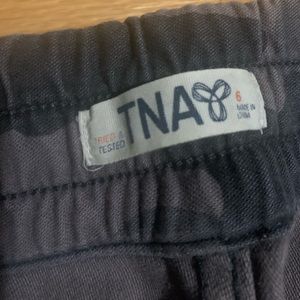 TRIED &
TESTED
TNA
6
MADE IN
CHINA